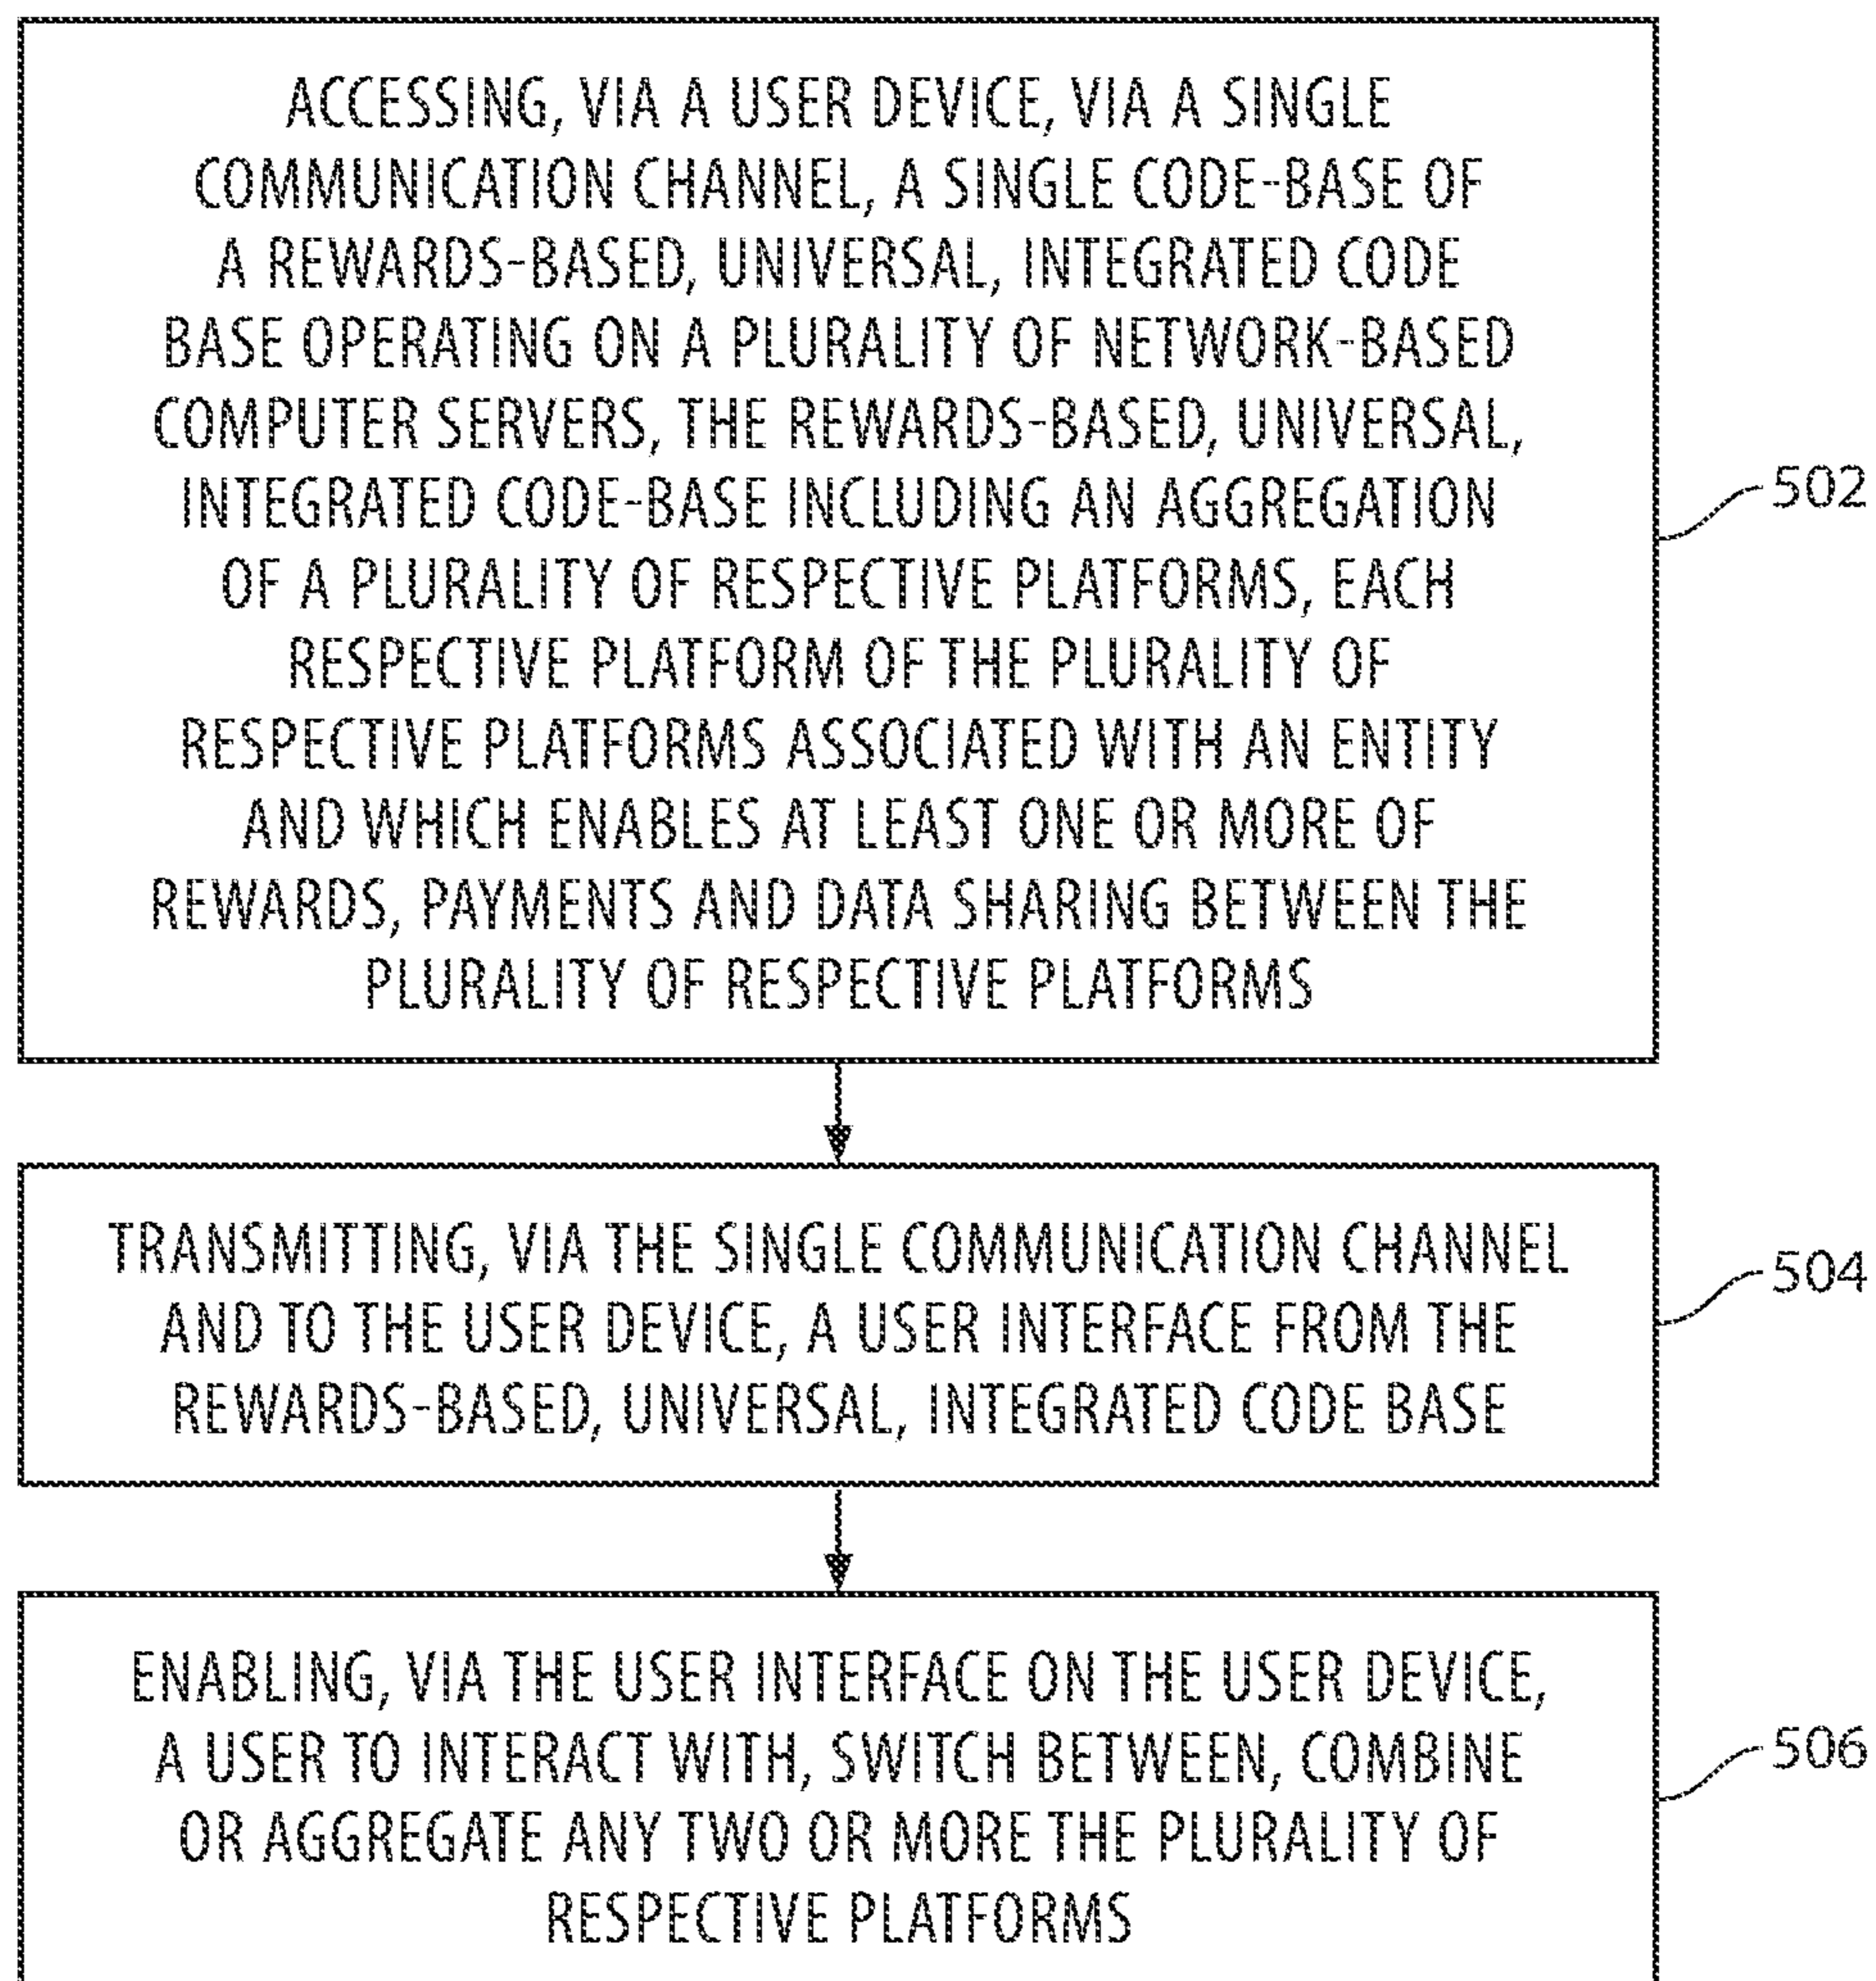 ACCESSING, VIA A USER DEVICE, VIA A SINGLE
COMMUNICATION CHANNEL, A SINGLE CODE-BASE OF
A REWARDS-BASED, UNIVERSAL, INTEGRATED CODE
BASE OPERATING ON A PLURALITY OF NETWORK-BASED
COMPUTER SERVERS, THE REWARDS-BASED, UNIVERSAL,
INTEGRATED CODE-BASE INCLUDING AN AGGREGATION
OF A PLURALITY OF RESPECTIVE PLATFORMS, EACH
RESPECTIVE PLATFORM OF THE PLURALITY OF
RESPECTIVE PLATFORMS ASSOCIATED WITH AN ENTITY
AND WHICH ENABLES AT LEAST ONE OR MORE OF
REWARDS, PAYMENTS AND DATA SHARING BETWEEN THE
PLURALITY OF RESPECTIVE PLATFORMS
502
TRANSMITTING, VIA THE SINGLE COMMUNICATION CHANNEL
AND TO THE USER DEVICE, A USER INTERFACE FROM THE
REWARDS-BASED, UNIVERSAL, INTEGRATED CODE BASE
504
ENABLING, VIA THE USER INTERFACE ON THE USER DEVICE,
A USER TO INTERACT WITH, SWITCH BETWEEN, COMBINE
OR AGGREGATE ANY TWO OR MORE THE PLURALITY OF
RESPECTIVE PLATFORMS
506